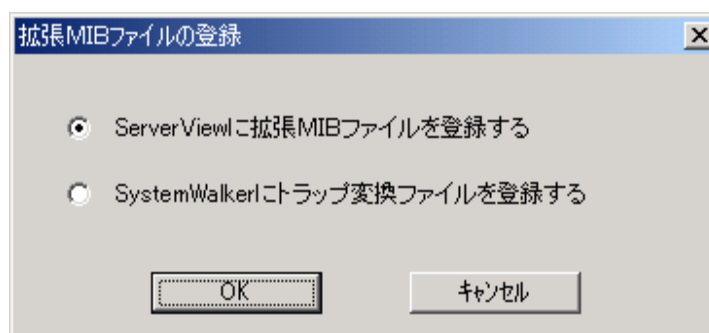 拡張MIBファイルの登録
ServerViewに拡張MIBファイルを登録する
SystemWalkerにトラップ変換ファイルを登録する
OK
キャンセル